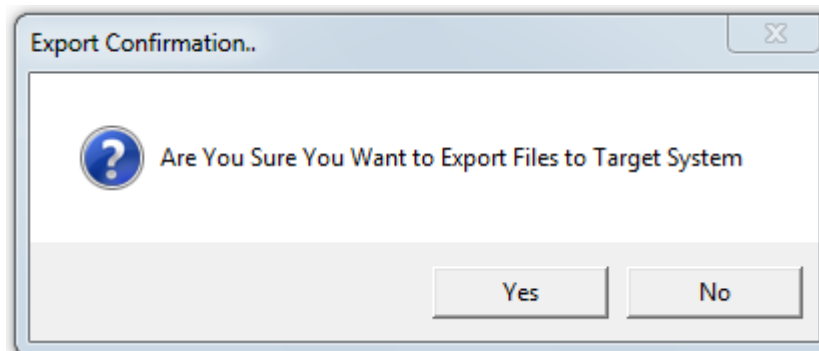 Export Confirmation..
Are You Sure You Want to Export Files to Target System
Yes
No